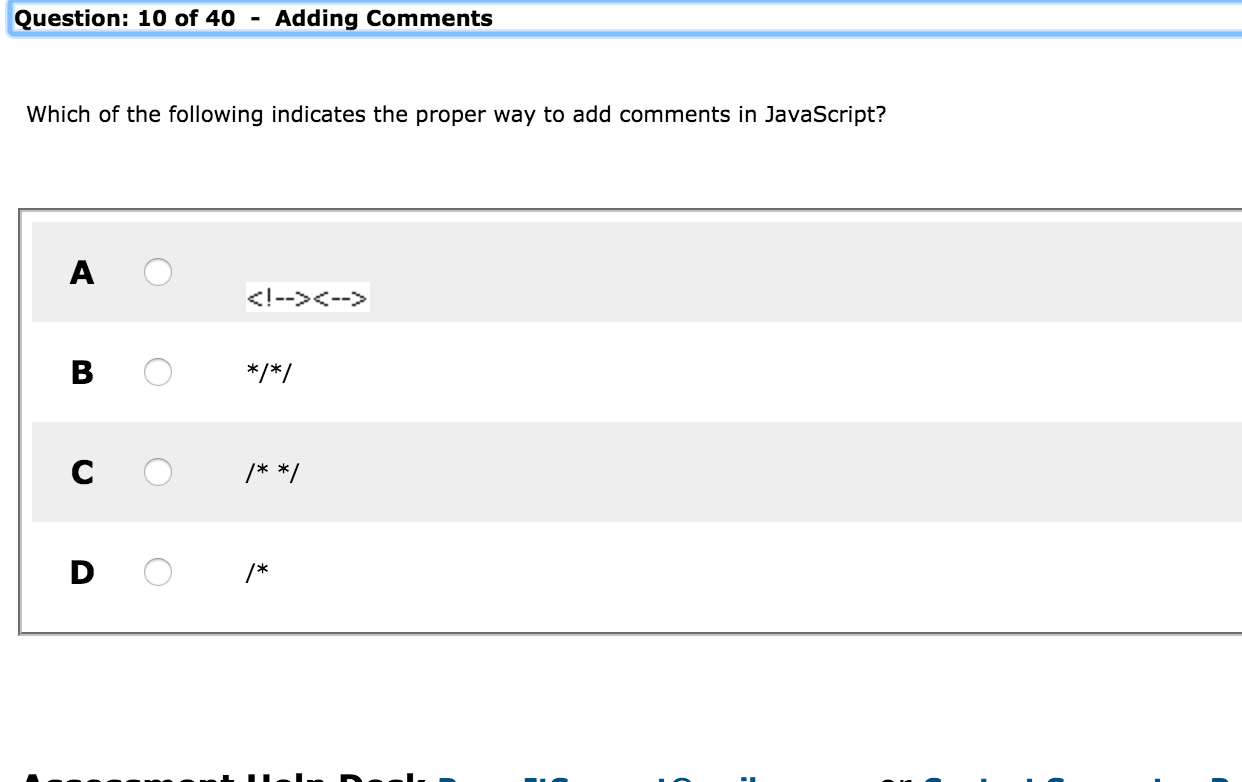 Question: 10 of 40 - Adding Comments
Which of the following indicates the proper way to add comments in JavaScript?
A
<!--><-->
B */*/
C /* */
D /*
Assessment Help Desk